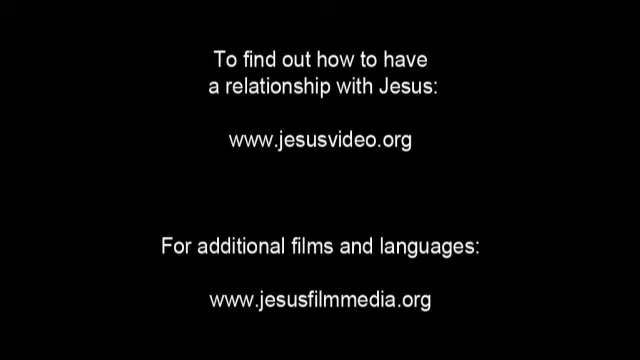 To find out how to have
a relationship with Jesus:
www.jesusvideo.org
For additional films and languages:
www.jesusfilmmedia.org